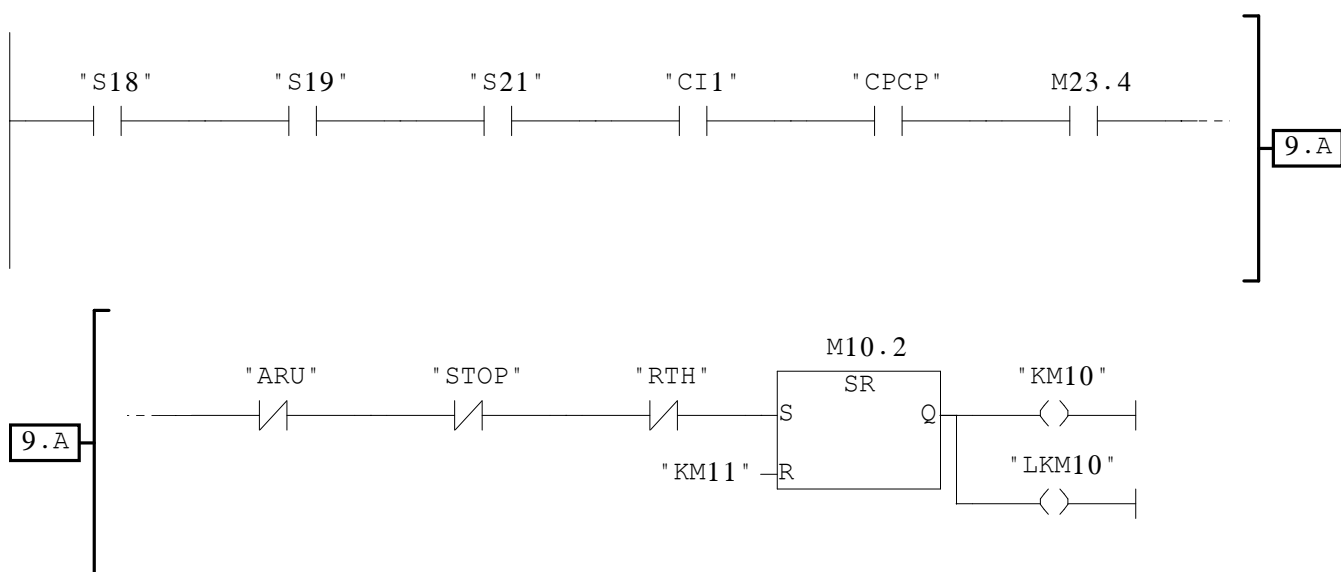 "S18" "S19" "S21" "CI1" "CPCP" M23.4
9.A
M10.2
"ARU" "STOP" "RTH" SR "KM10"
S Q
9.A
"KM11" R "LKM10"